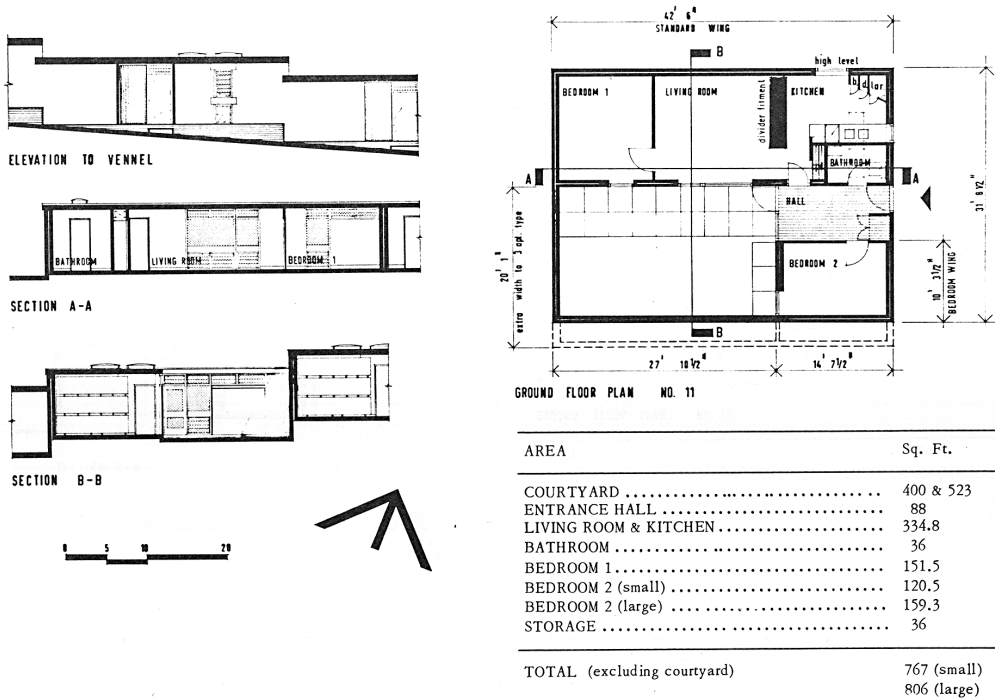 ELEVATION TO VENNEL
BATHROOM
LIVING ROOM
BEDROOM 1
SECTION A-A
SECTION B-B
0 5 10 20
42' 6"
STANDARD WING
B
high level
BEDROOM 1
LIVING ROOM
divider fitment
KITCHEN
b d lar
BATHROOM
A
A
HALL
BEDROOM 2
B
20' 1"
extra width to 3 apt. type
31' 8 1/2"
10' 3 1/2"
BEDROOM WING
27' 10 1/2"
14' 7 1/2"
GROUND FLOOR PLAN NO. 11
AREA Sq. Ft.
COURTYARD 400 & 523
ENTRANCE HALL 88
LIVING ROOM & KITCHEN 334.8
BATHROOM 36
BEDROOM 1 151.5
BEDROOM 2 (small) 120.5
BEDROOM 2 (large) 159.3
STORAGE 36
TOTAL (excluding courtyard) 767 (small)
806 (large)